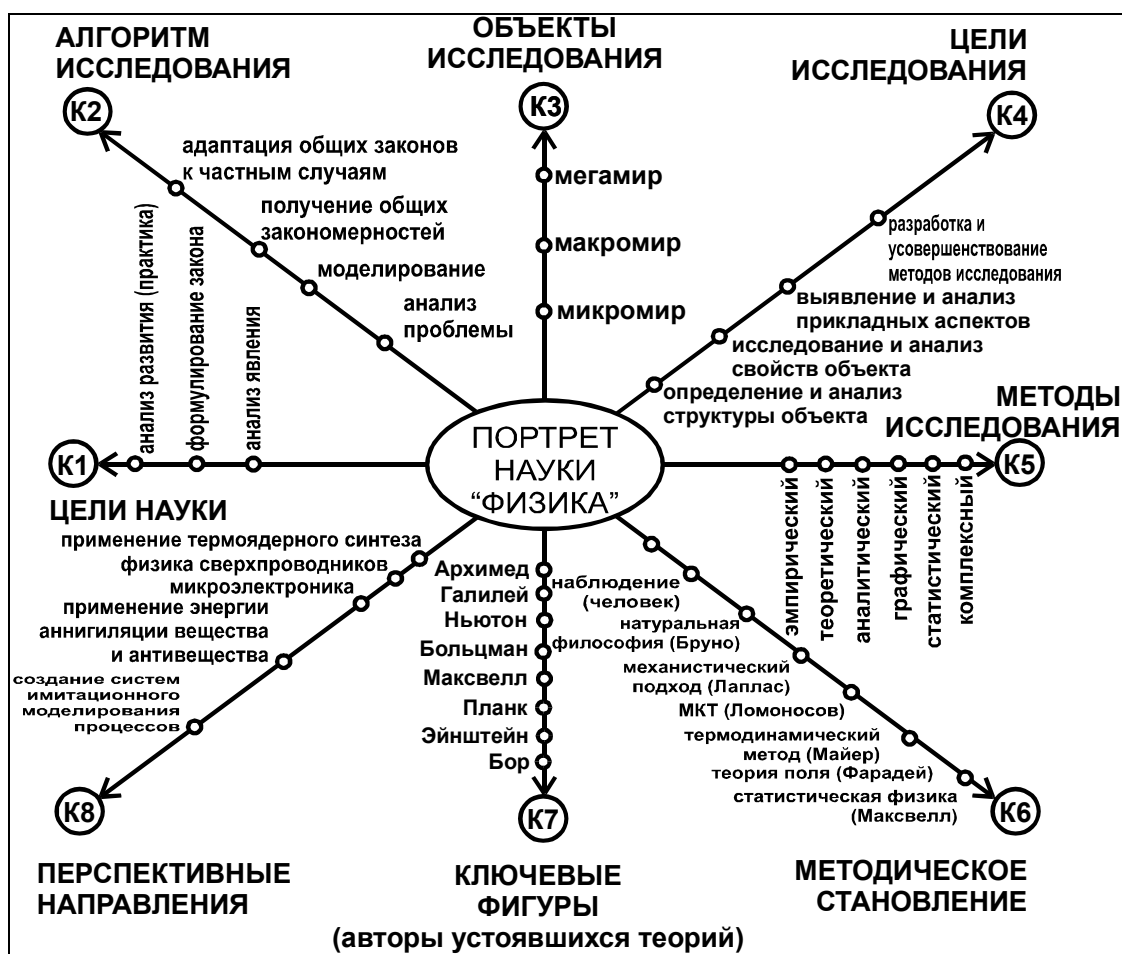 АЛГОРИТМ
ИССЛЕДОВАНИЯ
К2
адаптация общих законов
к частным случаям
получение общих
закономерностей
моделирование
анализ
проблемы
ОБЪЕКТЫ
ИССЛЕДОВАНИЯ
К3
мегамир
макромир
микромир
ЦЕЛИ
ИССЛЕДОВАНИЯ
К4
разработка и
усовершенствование
методов исследования
выявление и анализ
прикладных аспектов
исследование и анализ
свойств объекта
определение и анализ
структуры объекта
анализ развития (практика)
формулирование закона
анализ явления
К1
ЦЕЛИ НАУКИ
ПОРТРЕТ
НАУКИ
“ФИЗИКА”
МЕТОДЫ
ИССЛЕДОВАНИЯ
К5
эмпирический
теоретический
аналитический
графический
статистический
комплексный
применение термоядерного синтеза
физика сверхпроводников
микроэлектроника
применение энергии
аннигиляции вещества
и антивещества
создание систем
имитационного
моделирования
процессов
К8
ПЕРСПЕКТИВНЫЕ
НАПРАВЛЕНИЯ
Архимед
Галилей
Ньютон
Больцман
Максвелл
Планк
Эйнштейн
Бор
К7
КЛЮЧЕВЫЕ
ФИГУРЫ
(авторы устоявшихся теорий)
наблюдение
(человек)
натуральная
философия (Бруно)
механистический
подход (Лаплас)
МКТ (Ломоносов)
термодинамический
метод (Майер)
теория поля (Фарадей)
статистическая физика
(Максвелл)
К6
МЕТОДИЧЕСКОЕ
СТАНОВЛЕНИЕ